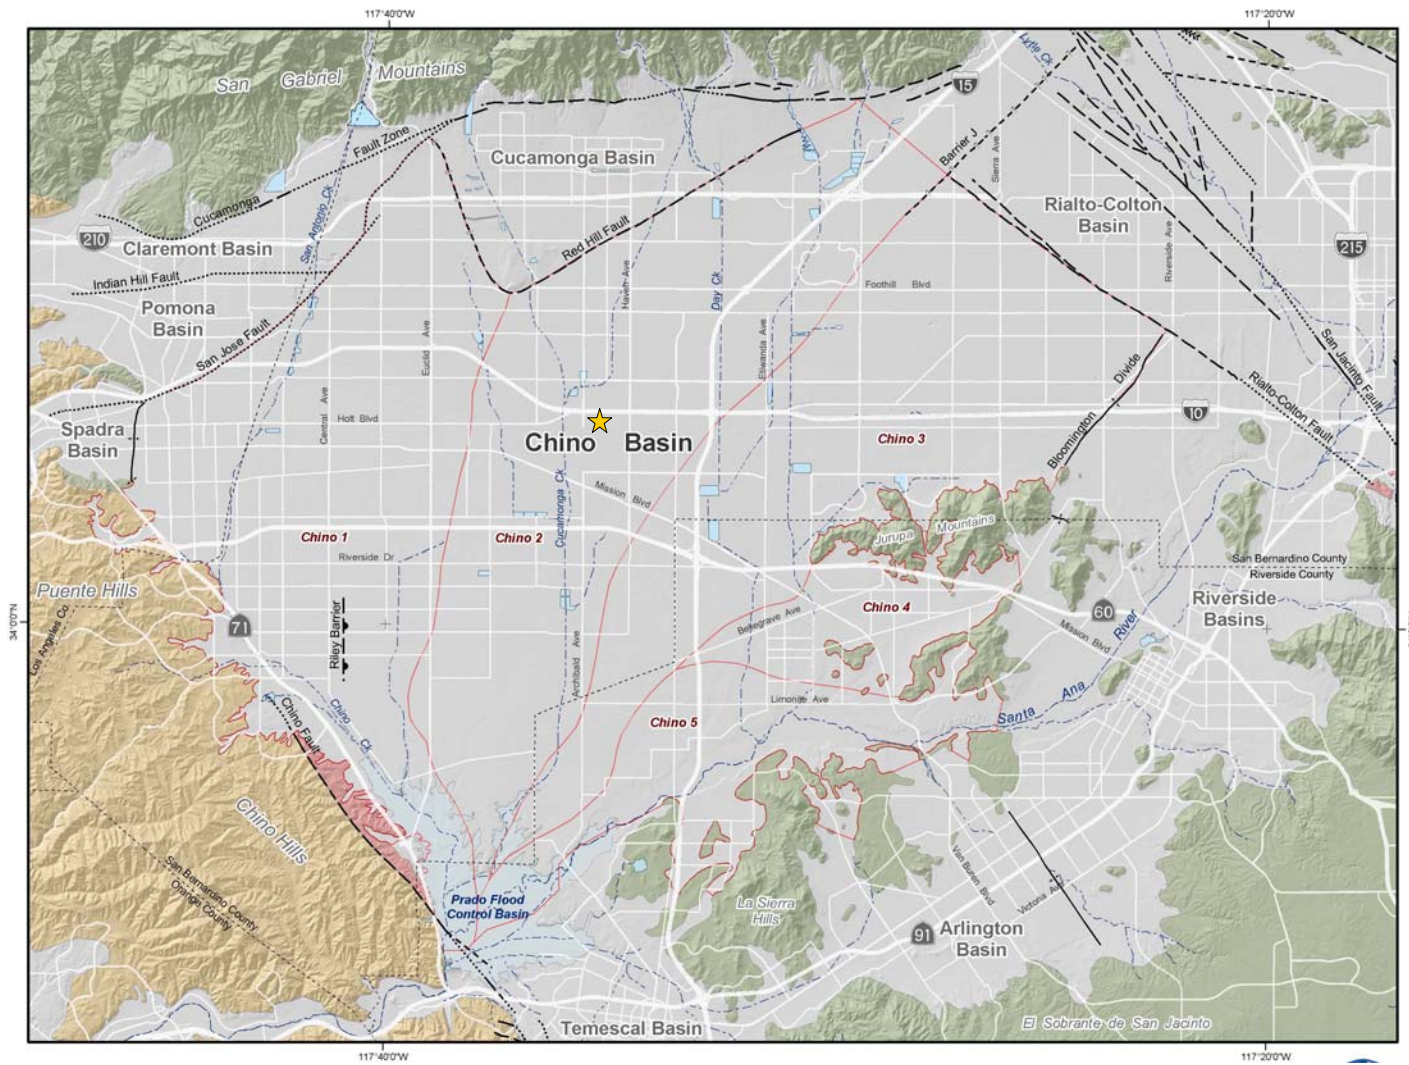 117°40'0"W
117°20'0"W
San Gabriel Mountains
Lytle Ck
15
Fault Zone
Cucamonga Basin
Barrier J
Sierra Ave
Cucamonga
San Antonio Ck
Rialto-Colton
Basin
210
Claremont Basin
Red Hill Fault
Riverside Ave
215
Indian Hill Fault
Haven Ave
Day Ck
Foothill Blvd
Pomona
Basin
San Jose Fault
Euclid Ave
Etiwanda Ave
San Jacinto Fault
Divide
Rialto-Colton Fault
Central Ave
Holt Blvd
10
Spadra
Basin
Chino Basin
Chino 3
Bloomington
Mission Blvd
Cucamonga Ck
Jurupa Mountains
Chino 1
Chino 2
Riverside Dr
San Bernardino County
Riverside County
Puente Hills
Chino 4
Riverside
Basins
34°0'0"N
71
Riley Barrier
60
Los Angeles Co.
Bellegrave Ave
Mission Blvd
River
Archibald Ave
Limonite Ave
Ana
Santa
Chino Fault
Chino Ck
Chino 5
Chino Hills
San Bernardino County
Orange County
Van Buren Blvd
Victoria Ave
Prado Flood
Control Basin
La Sierra
Hills
91
Arlington
Basin
Temescal Basin
El Sobrante de San Jacinto
117°40'0"W
117°20'0"W